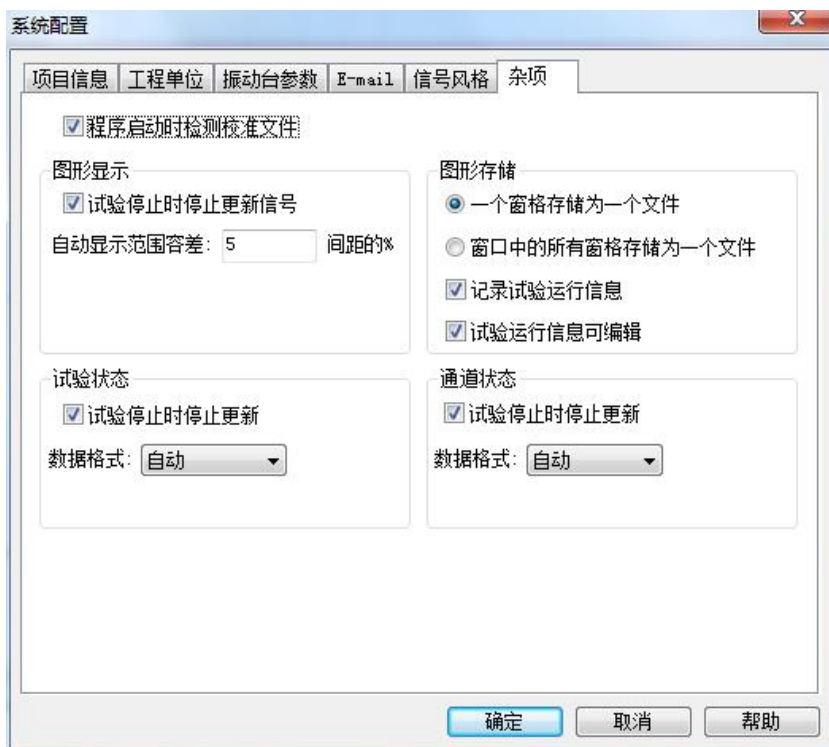 系统配置
项目信息 工程单位 振动台参数 E-mail 信号风格 杂项
程序启动时检测校准文件
图形显示
试验停止时停止更新信号
自动显示范围容差: 5 间距的%
图形存储
一个窗格存储为一个文件
窗口中的所有窗格存储为一个文件
记录试验运行信息
试验运行信息可编辑
试验状态
试验停止时停止更新
数据格式: 自动
通道状态
试验停止时停止更新
数据格式: 自动
确定 取消 帮助